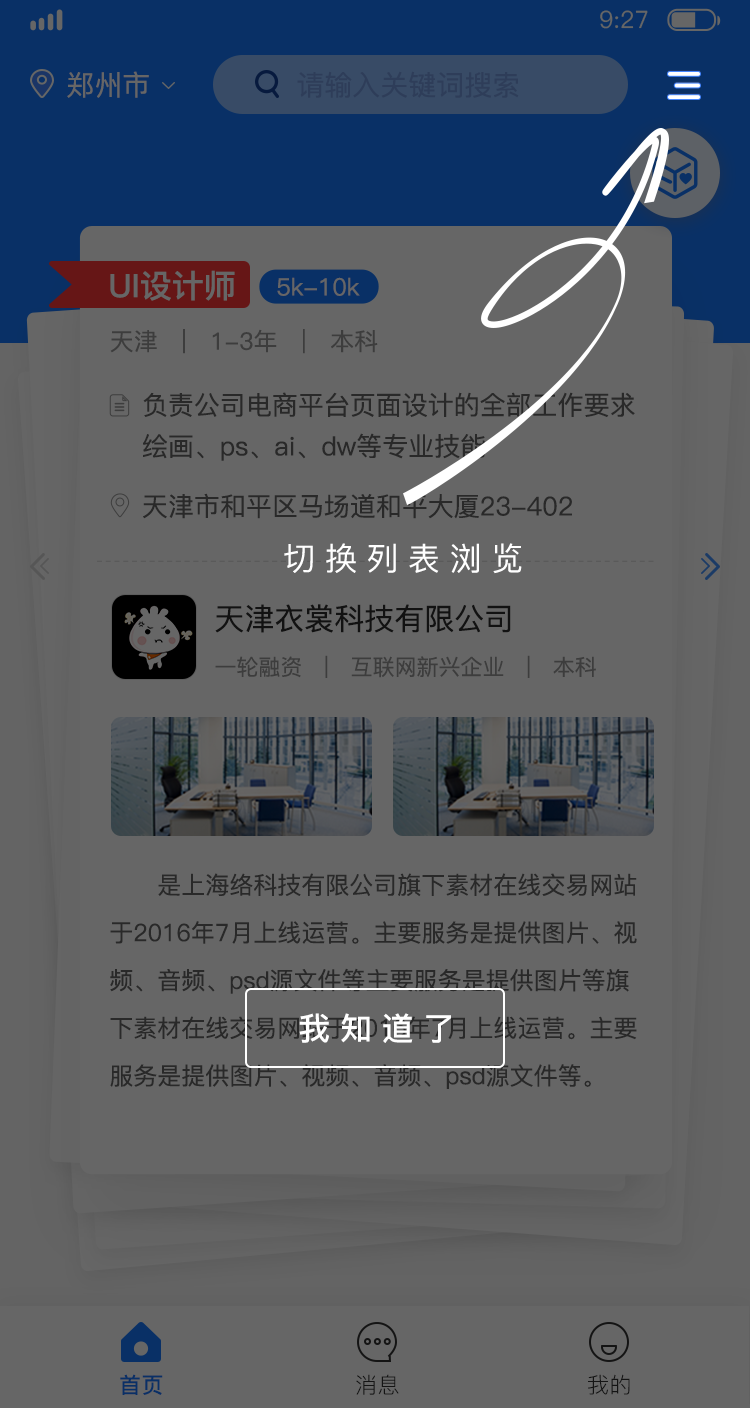 9:27
郑州市
请输入关键词搜索
UI设计师 5k-10k
天津 | 1-3年 | 本科
负责公司电商平台页面设计的全部工作要求
绘画、ps、ai、dw等专业技能
天津市和平区马场道和平大厦23-402
切换列表浏览
天津衣裳科技有限公司
一轮融资 | 互联网新兴企业 | 本科
是上海络科技有限公司旗下素材在线交易网站
于2016年7月上线运营。主要服务是提供图片、视
频、音频、psd源文件等主要服务是提供图片等旗
下素材在线交易网站于2016年7月上线运营。主要
我知道了
服务是提供图片、视频、音频、psd源文件等。
首页 消息 我的